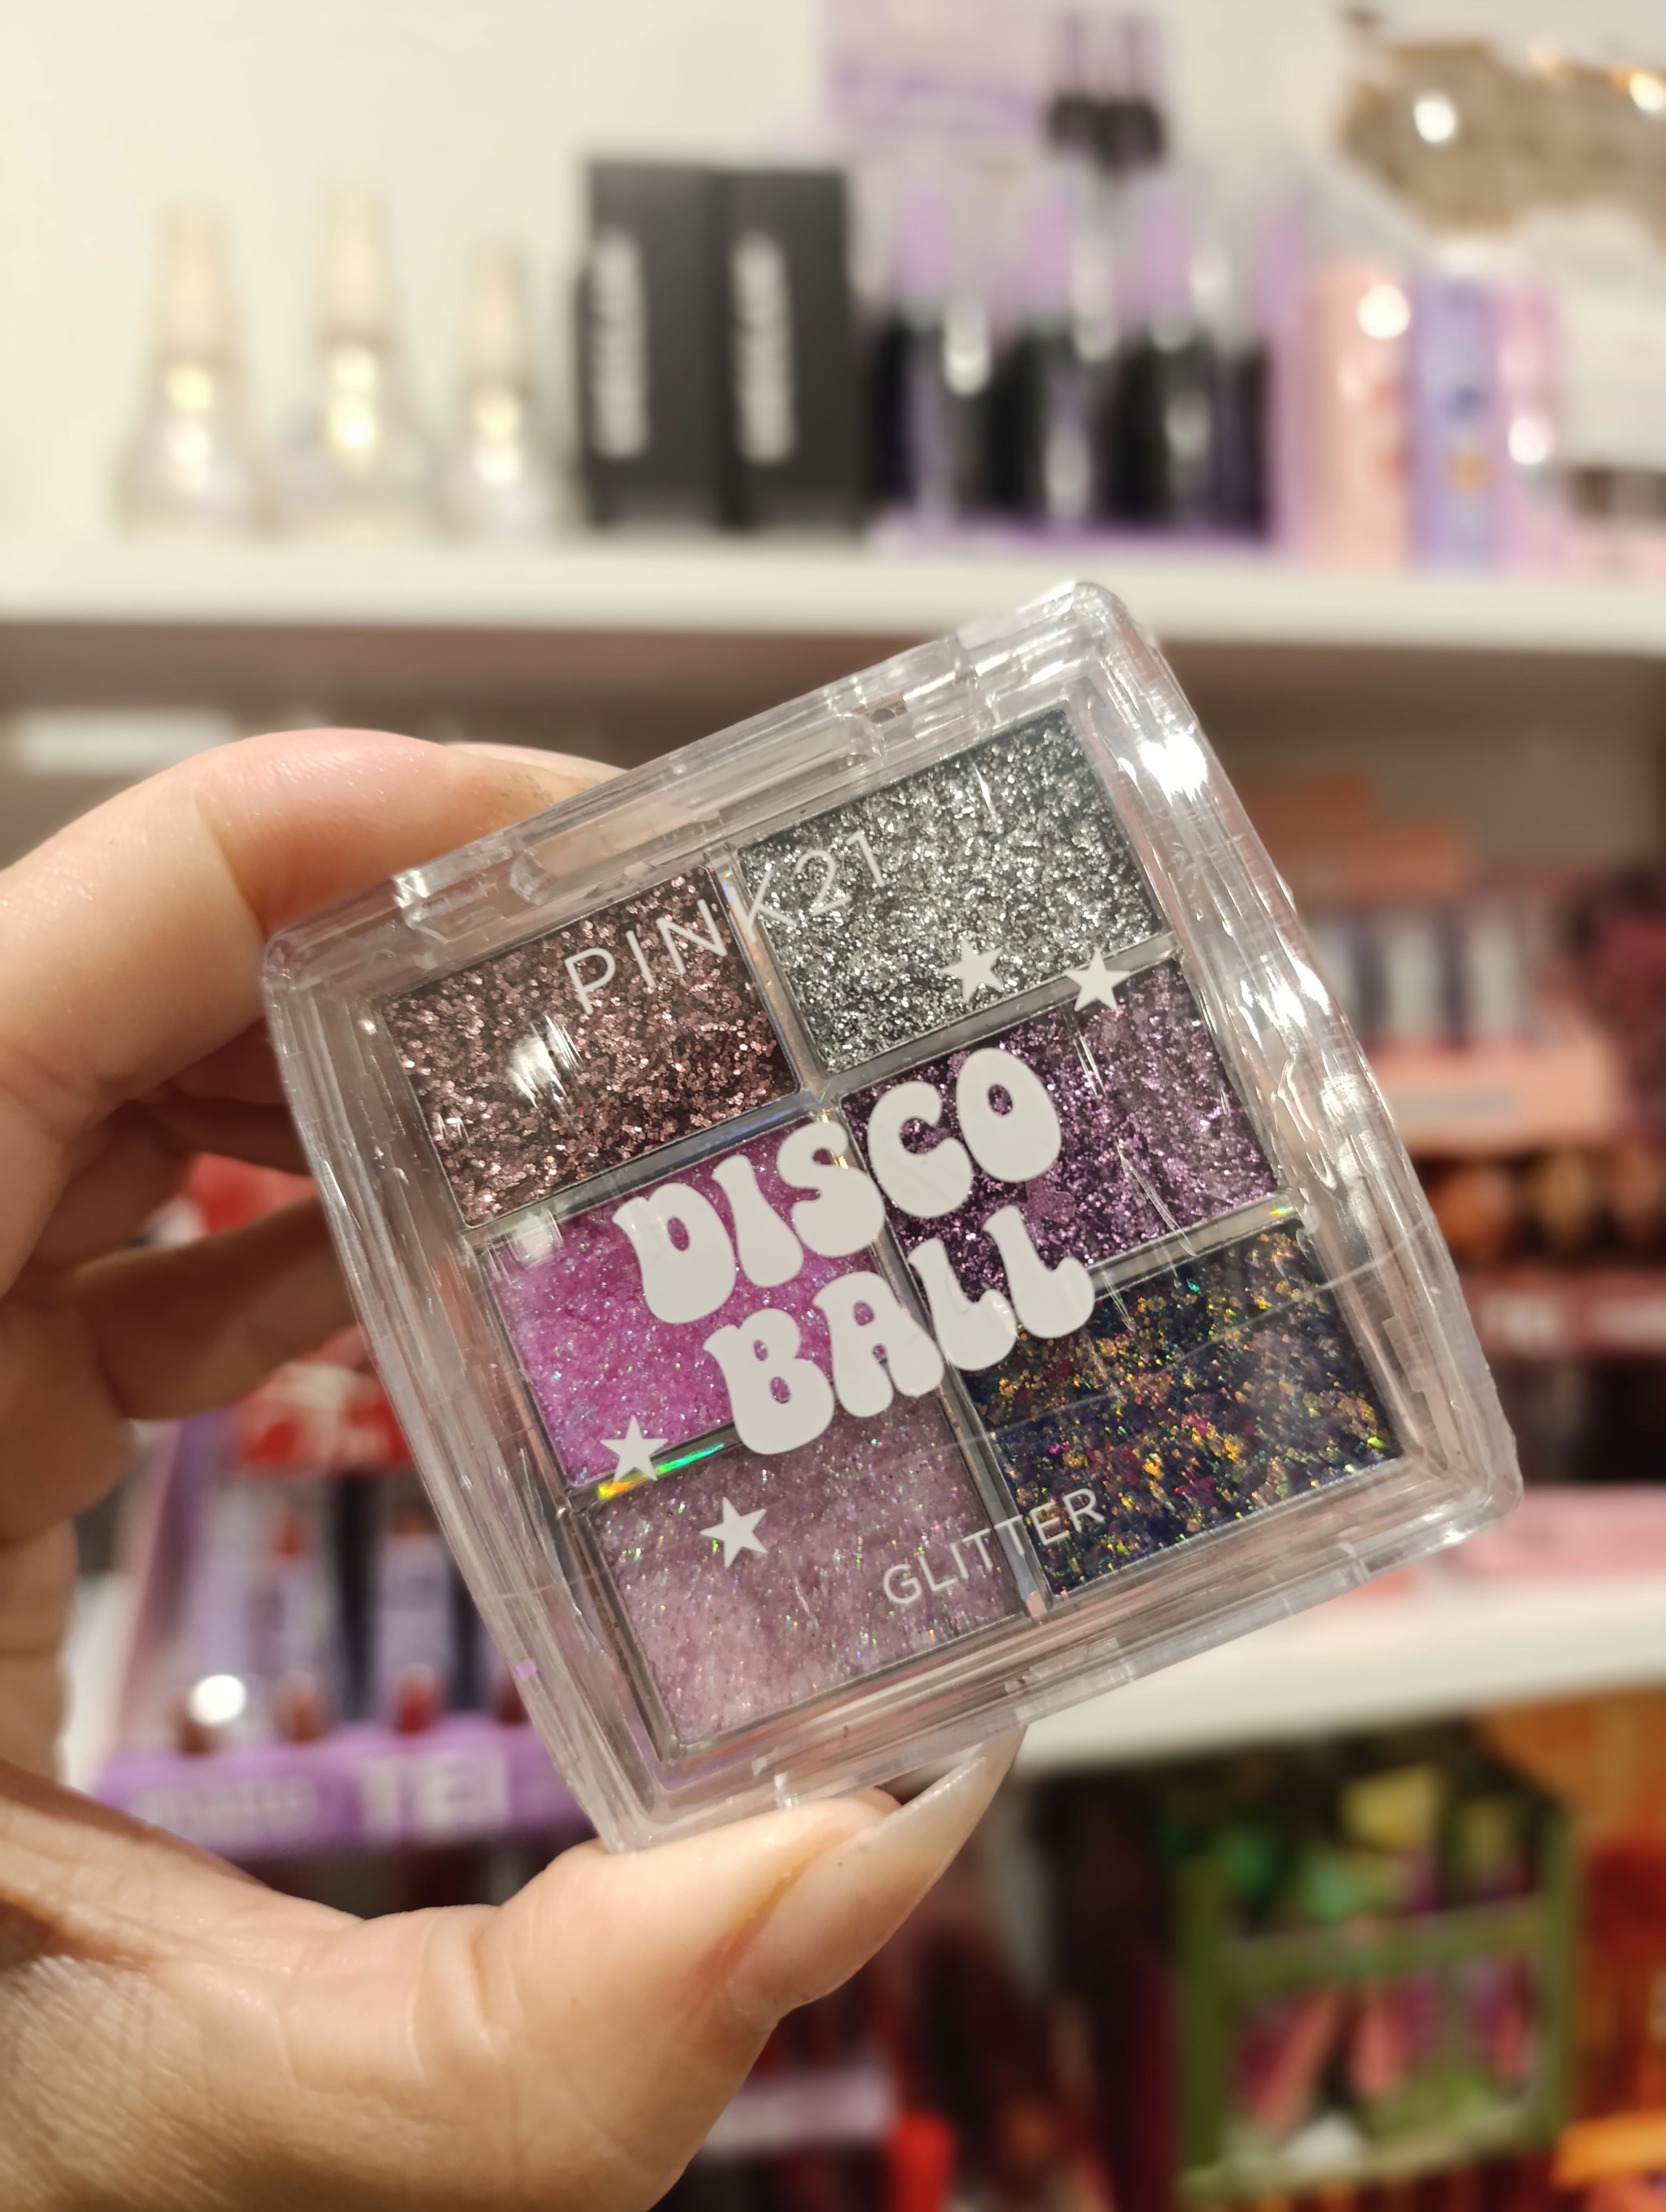 PINK21
DISCO
BALL
GLITTER